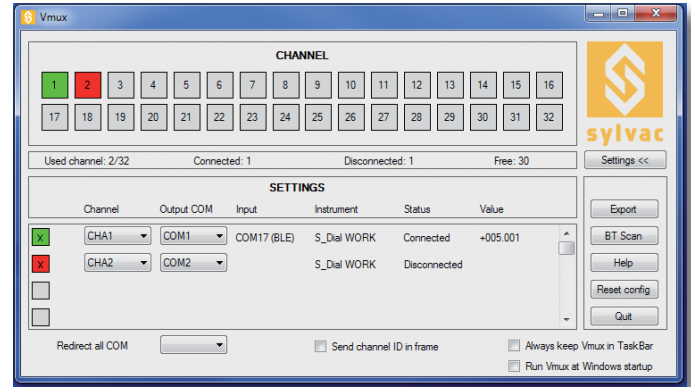 Vmux
CHANNEL
1 2 3 4 5 6 7 8 9 10 11 12 13 14 15 16
17 18 19 20 21 22 23 24 25 26 27 28 29 30 31 32
sylvac
Used channel: 2/32 Connected: 1 Disconnected: 1 Free: 30 Settings <<
SETTINGS
Channel Output COM Input Instrument Status Value Export
X CHA1 COM1 COM17 (BLE) S_Dial WORK Connected +005.001 BT Scan
X CHA2 COM2 S_Dial WORK Disconnected Help
Reset config
Quit
Redirect all COM Send channel ID in frame Always keep Vmux in TaskBar
Run Vmux at Windows startup